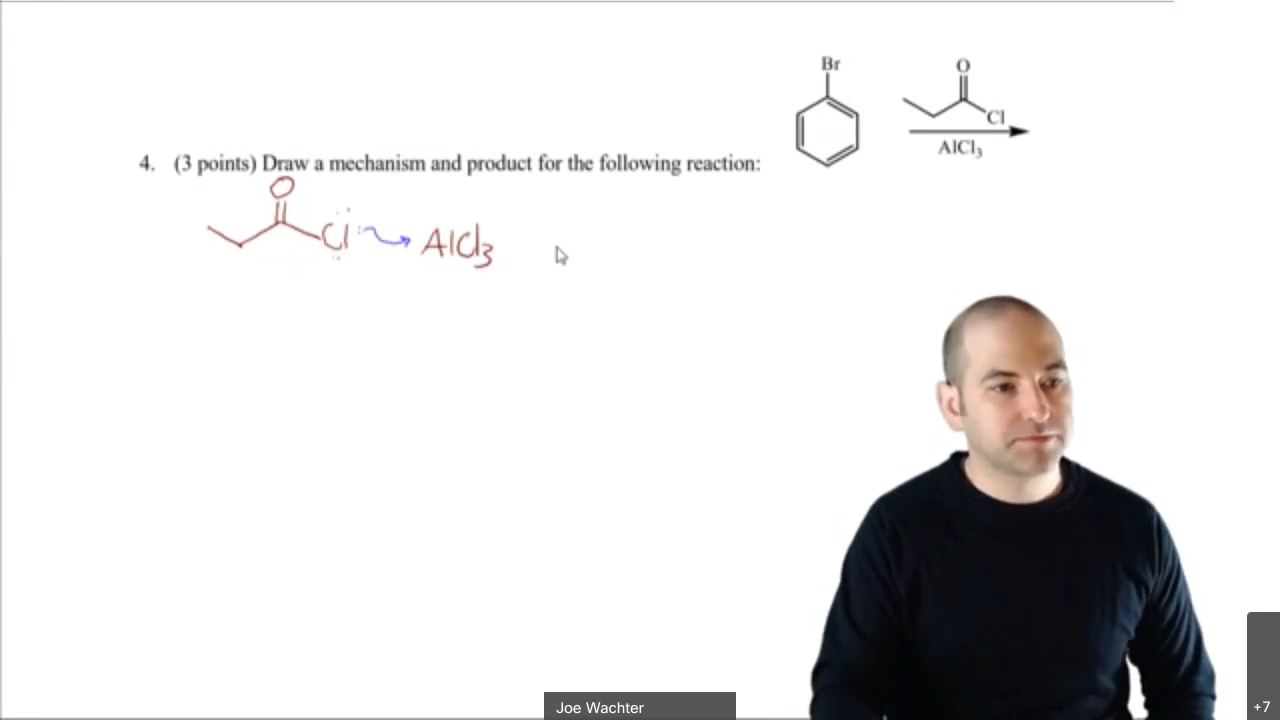 Br
O
Cl
AlCl₃
4. (3 points) Draw a mechanism and product for the following reaction:
O
Cl AlCl₃
Joe Wachter
+7